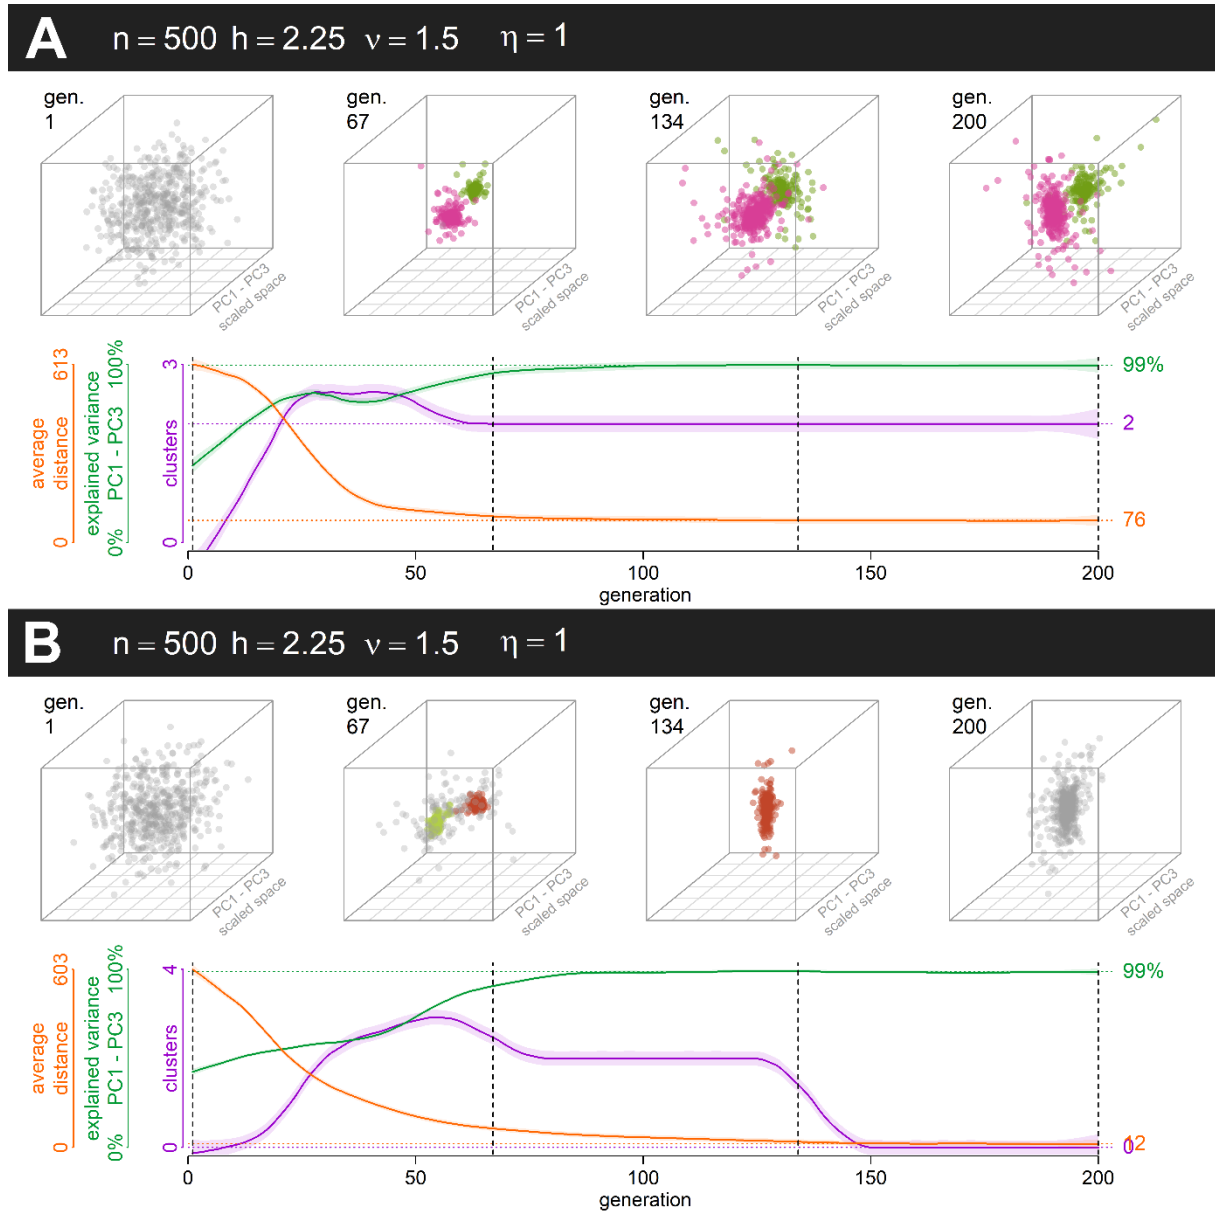 A n = 500 h = 2.25 ν = 1.5 η = 1
gen. gen. gen. gen.
1 67 134 200
PC1 - PC3 PC1 - PC3 PC1 - PC3 PC1 - PC3
scaled space scaled space scaled space scaled space
average
distance
0 613
explained variance
PC1 - PC3
0% 100%
clusters
0 3
99%
2
76
0 50 100 150 200
generation
B n = 500 h = 2.25 ν = 1.5 η = 1
gen. gen. gen. gen.
1 67 134 200
PC1 - PC3 PC1 - PC3 PC1 - PC3 PC1 - PC3
scaled space scaled space scaled space scaled space
average
distance
0 603
explained variance
PC1 - PC3
0% 100%
clusters
0 4
99%
0
0 50 100 150 200
generation